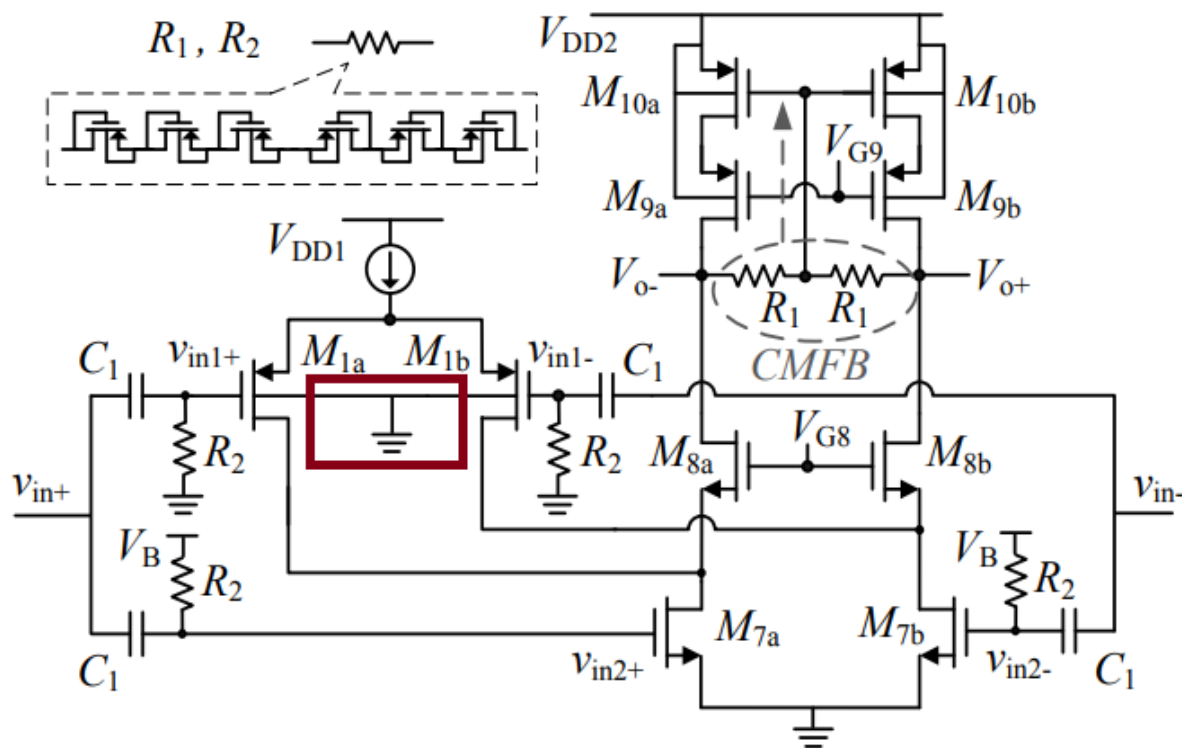 R1 , R2
VDD2
M10a
M10b
VG9
M9a
M9b
VDD1
Vo-
R1
R1
Vo+
CMFB
C1
vin1+
M1a
M1b
vin1-
C1
R2
R2
VG8
M8a
M8b
vin+
vin-
VB
R2
VB
R2
C1
vin2+
M7a
M7b
vin2-
C1